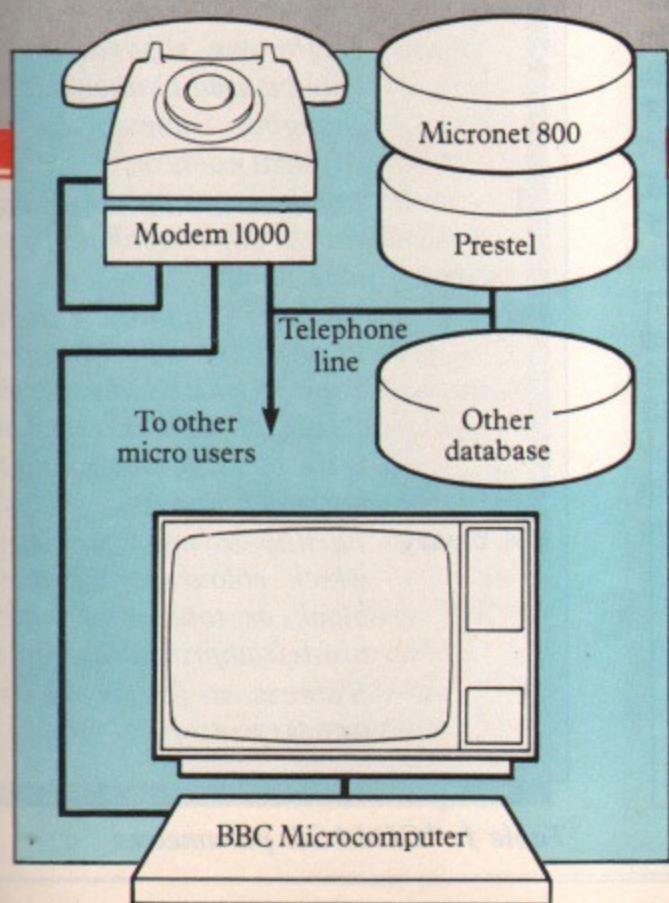 Micronet 800
Modem 1000
Prestel
Telephone
line
To other
micro users
Other
database
BBC Microcomputer